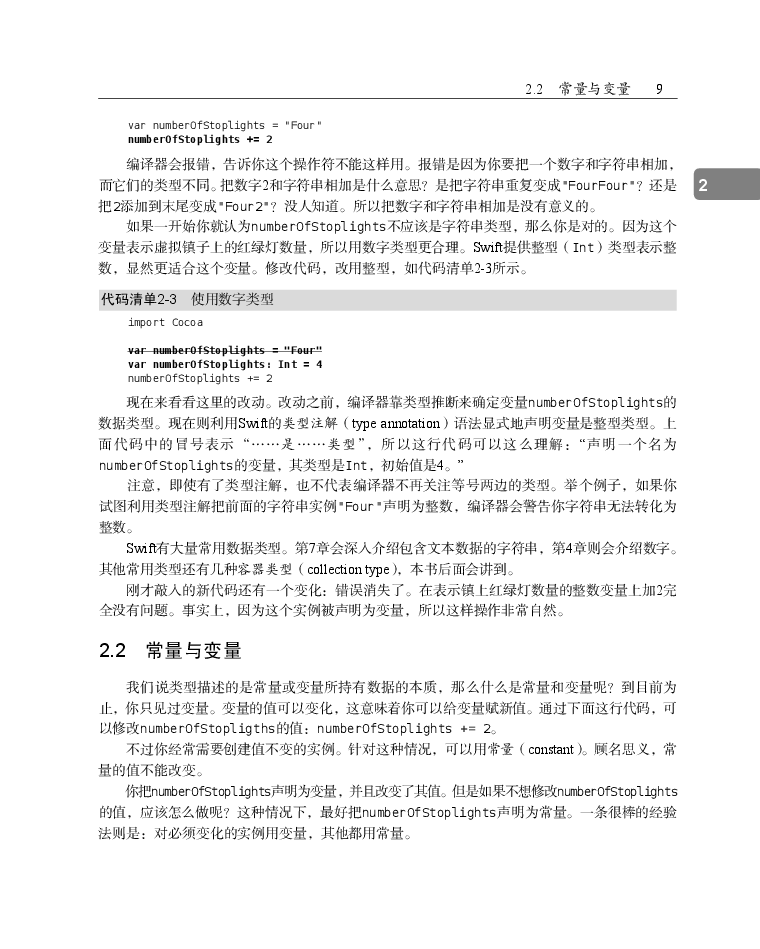 2.2 常量与变量 9
var numberOfStoplights = "Four"
numberOfStoplights += 2
编译器会报错，告诉你这个操作符不能这样用。报错是因为你要把一个数字和字符串相加，
而它们的类型不同。把数字2和字符串相加是什么意思？是把字符串重复变成"FourFour"？还是
把2添加到末尾变成"Four2"？没人知道。所以把数字和字符串相加是没有意义的。
2
如果一开始你就认为numberOfStoplights不应该是字符串类型，那么你是对的。因为这个
变量表示虚拟镇子上的红绿灯数量，所以用数字类型更合理。Swift提供整型（Int）类型表示整
数，显然更适合这个变量。修改代码，改用整型，如代码清单2-3所示。
代码清单2-3 使用数字类型
import Cocoa
var numberOfStoplights = "Four"
var numberOfStoplights: Int = 4
numberOfStoplights += 2
现在来看看这里的改动。改动之前，编译器靠类型推断来确定变量numberOfStoplights的
数据类型。现在则利用Swift的类型注解（type annotation）语法显式地声明变量是整型类型。上
面代码中的冒号表示“……是……类型”，所以这行代码可以这么理解：“声明一个名为
numberOfStoplights的变量，其类型是Int，初始值是4。”
注意，即使有了类型注解，也不代表编译器不再关注等号两边的类型。举个例子，如果你
试图利用类型注解把前面的字符串实例"Four"声明为整数，编译器会警告你字符串无法转化为
整数。
Swift有大量常用数据类型。第7章会深入介绍包含文本数据的字符串，第4章则会介绍数字。
其他常用类型还有几种容器类型（collection type），本书后面会讲到。
刚才敲入的新代码还有一个变化：错误消失了。在表示镇上红绿灯数量的整数变量上加2完
全没有问题。事实上，因为这个实例被声明为变量，所以这样操作非常自然。
2.2 常量与变量
我们说类型描述的是常量或变量所持有数据的本质，那么什么是常量和变量呢？到目前为
止，你只见过变量。变量的值可以变化，这意味着你可以给变量赋新值。通过下面这行代码，可
以修改numberOfStopligths的值：numberOfStoplights += 2。
不过你经常需要创建值不变的实例。针对这种情况，可以用常量（constant）。顾名思义，常
量的值不能改变。
你把numberOfStoplights声明为变量，并且改变了其值。但是如果不想修改numberOfStoplights
的值，应该怎么做呢？这种情况下，最好把numberOfStoplights声明为常量。一条很棒的经验
法则是：对必须变化的实例用变量，其他都用常量。